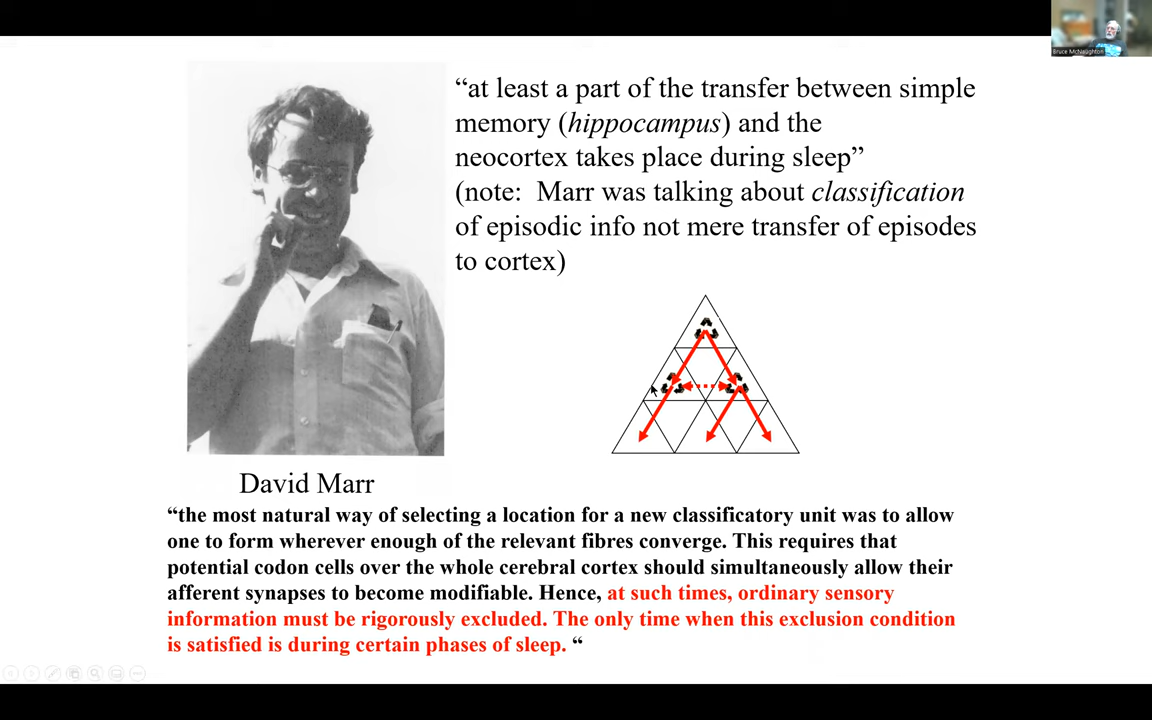 Bruce McNaughton
“at least a part of the transfer between simple
memory (hippocampus) and the
neocortex takes place during sleep”
(note:  Marr was talking about classification
of episodic info not mere transfer of episodes
to cortex)
David Marr
“the most natural way of selecting a location for a new classificatory unit was to allow
one to form wherever enough of the relevant fibres converge. This requires that
potential codon cells over the whole cerebral cortex should simultaneously allow their
afferent synapses to become modifiable. Hence, at such times, ordinary sensory
information must be rigorously excluded. The only time when this exclusion condition
is satisfied is during certain phases of sleep. “